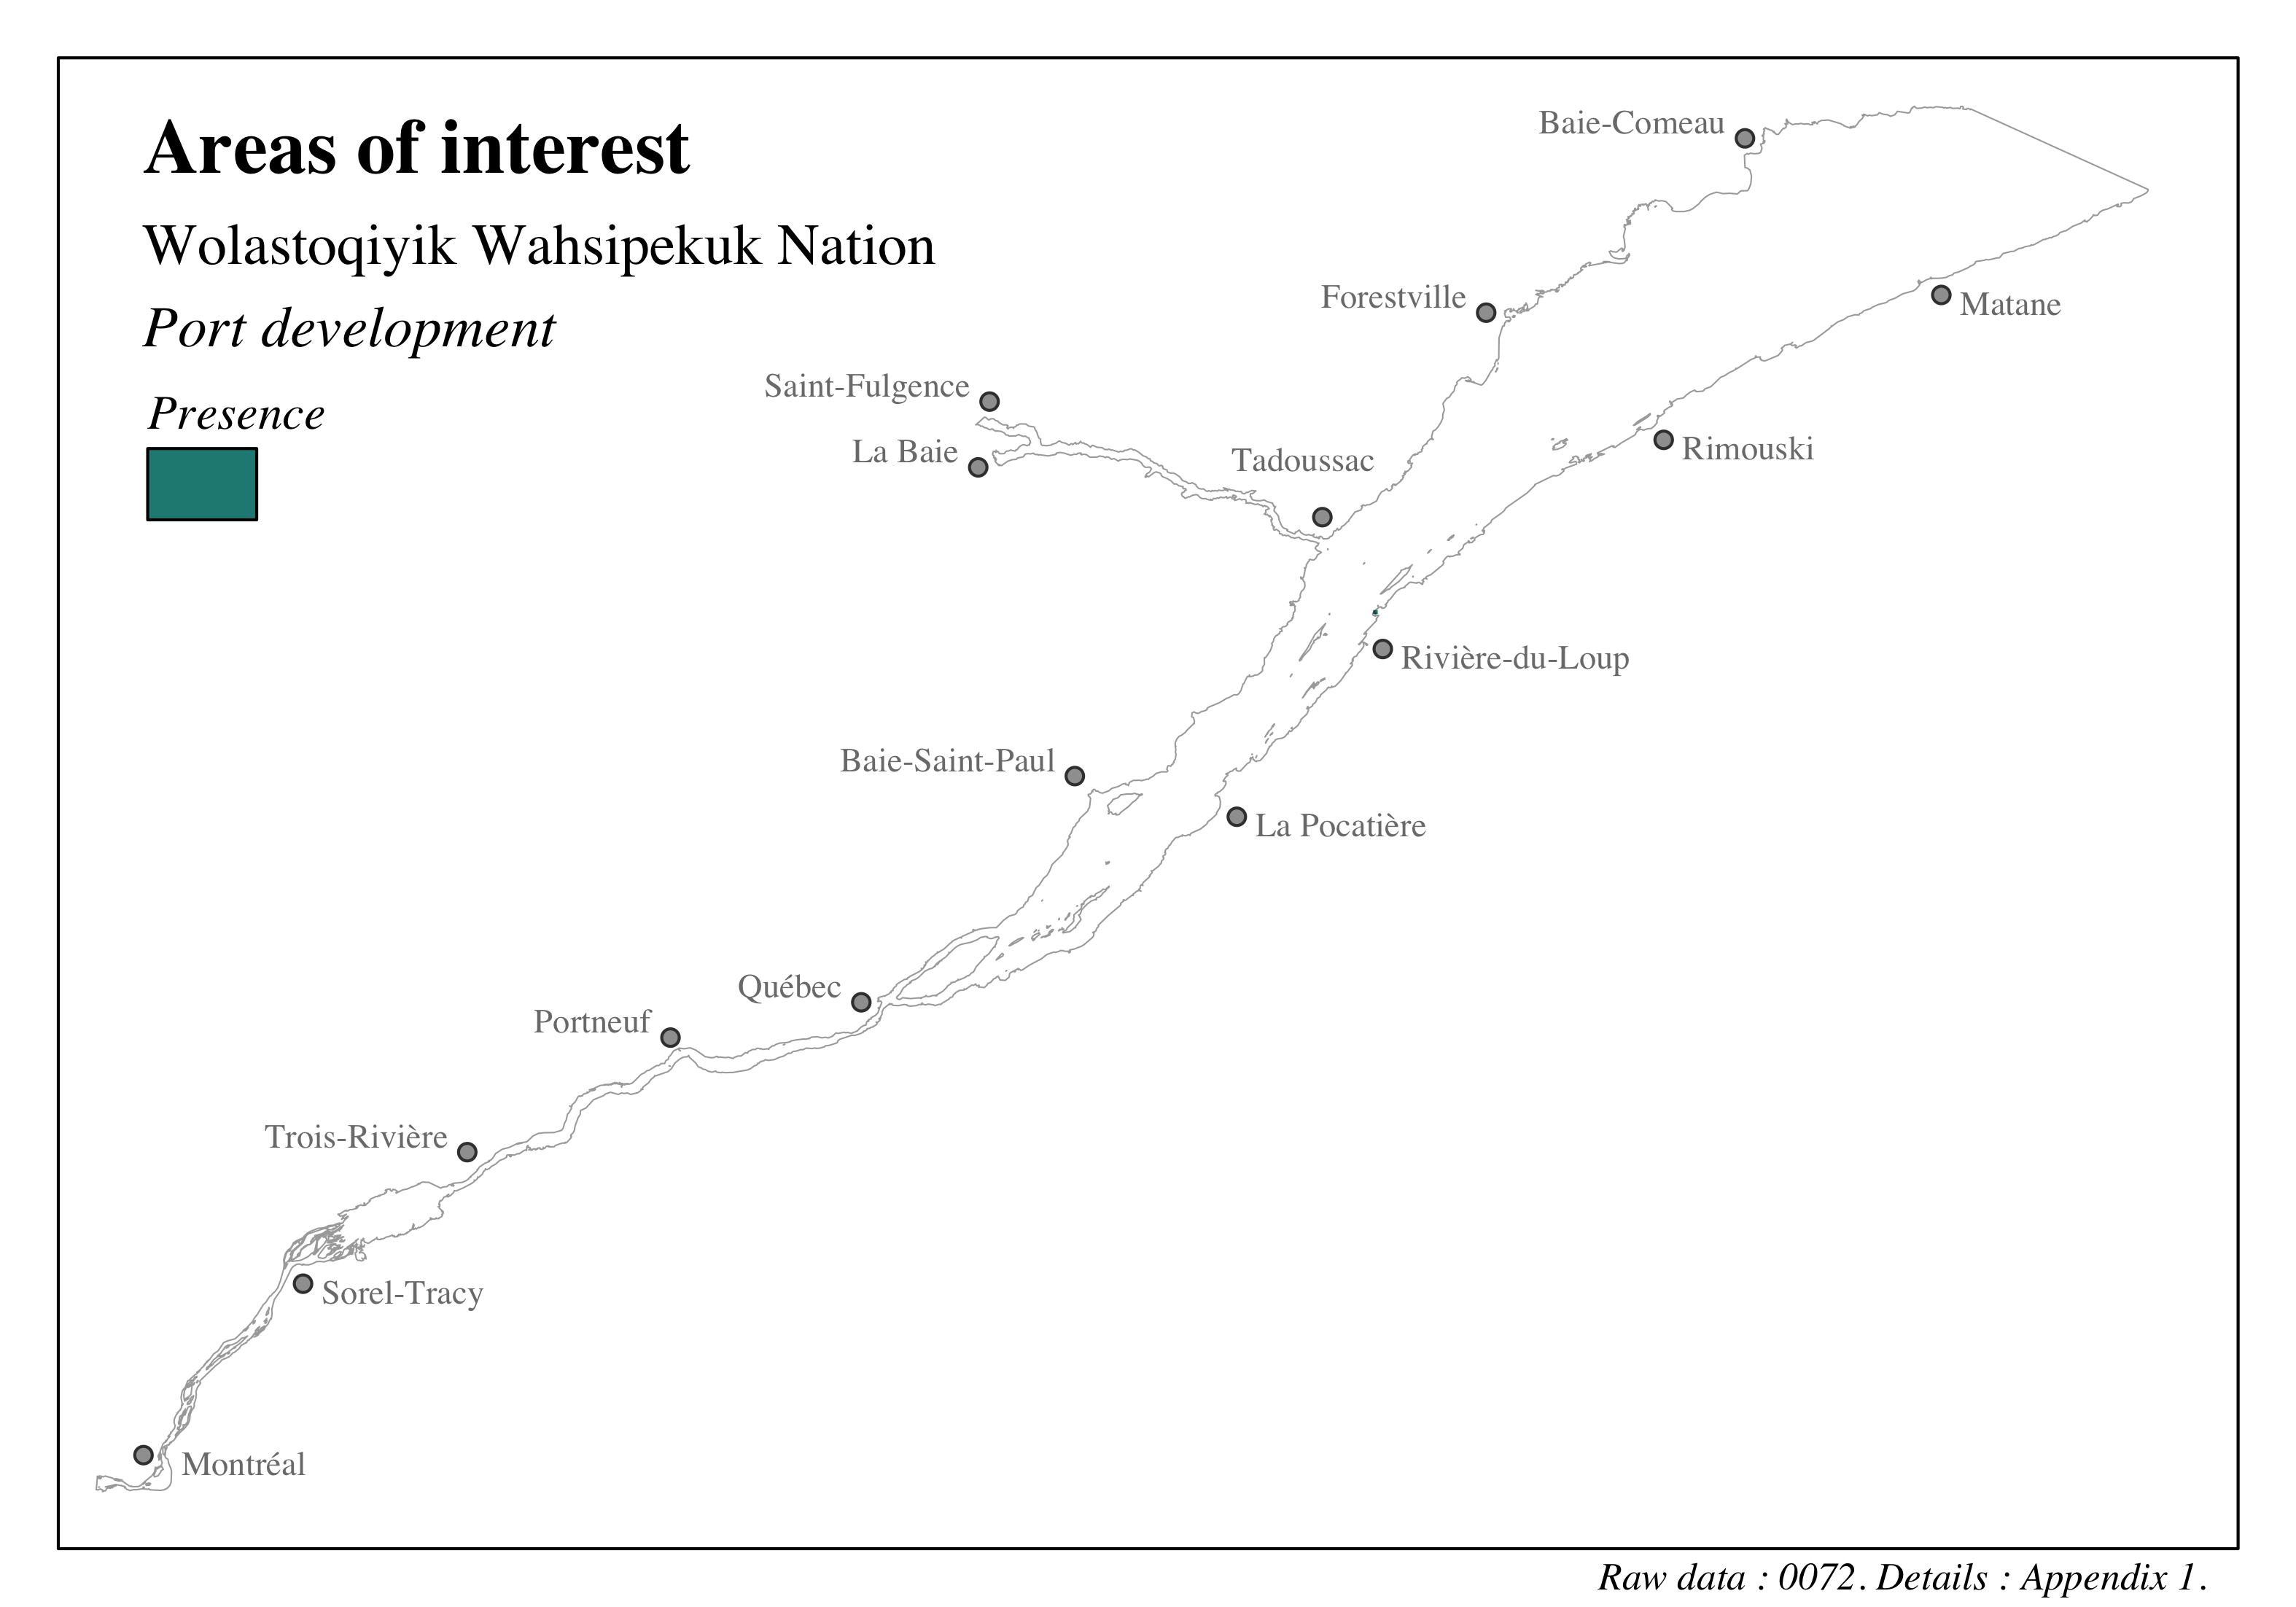 Areas of interest
Wolastoqiyik Wahsipekuk Nation
Port development
Presence
Baie-Comeau
Forestville
Matane
Saint-Fulgence
La Baie
Tadoussac
Rimouski
Rivière-du-Loup
Baie-Saint-Paul
La Pocatière
Québec
Portneuf
Trois-Rivière
Sorel-Tracy
Montréal
Raw data : 0072. Details : Appendix 1.